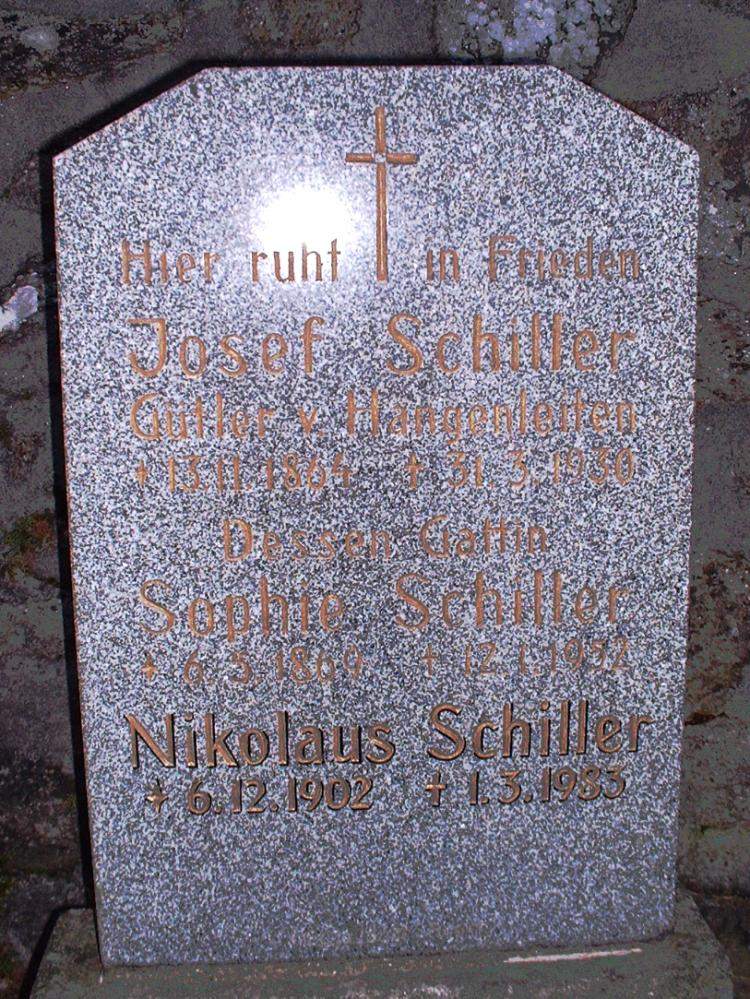 Hier ruht in Frieden
Josef Schiller
Gütler v. Hangenleiten
* 13.11.1864 + 31.3.1930
Dessen Gattin
Sophie Schiller
* 6.5.1869 + 12.1.1952
Nikolaus Schiller
* 6.12.1902 + 1.3.1983